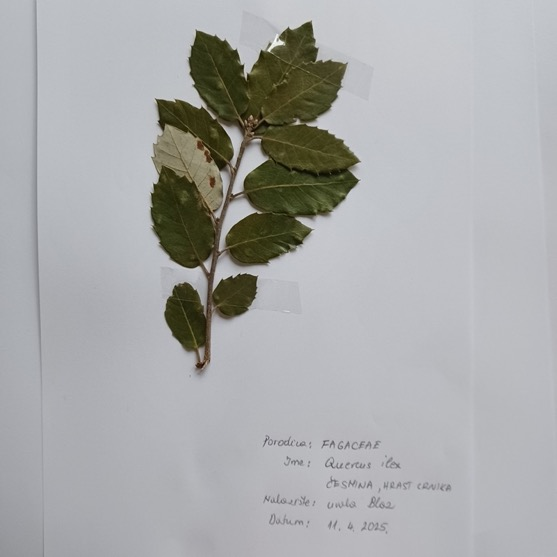 Porodica: FAGACEAE
Ime: Quercus ilex
ČESMINA, HRAST CRNIKA
Nalazište: uvala Blaz
Datum: 11. 4. 2025.